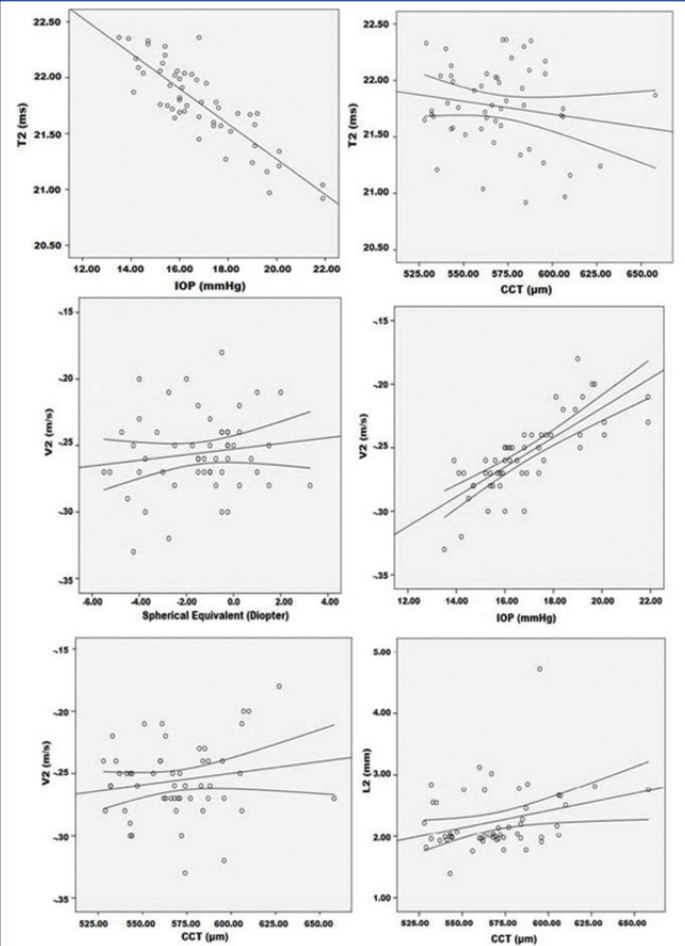 22.50
22.00
21.50
21.00
20.50
T2 (ms)
12.00 14.00 16.00 18.00 20.00 22.00
IOP (mmHg)
22.50
22.00
21.50
21.00
20.50
T2 (ms)
525.00 550.00 575.00 600.00 625.00 650.00
CCT (µm)
-.15
-.20
-.25
-.30
-.35
V2 (m/s)
-6.00 -4.00 -2.00 0.0 2.00 4.00
Spherical Equivalent (Diopter)
-.15
-.20
-.25
-.30
-.35
V2 (m/s)
12.00 14.00 16.00 18.00 20.00 22.00
IOP (mmHg)
-.15
-.20
-.25
-.30
-.35
V2 (m/s)
525.00 550.00 575.00 600.00 625.00 650.00
CCT (µm)
5.00
4.00
3.00
2.00
1.00
L2 (mm)
525.00 550.00 575.00 600.00 625.00 650.00
CCT (µm)